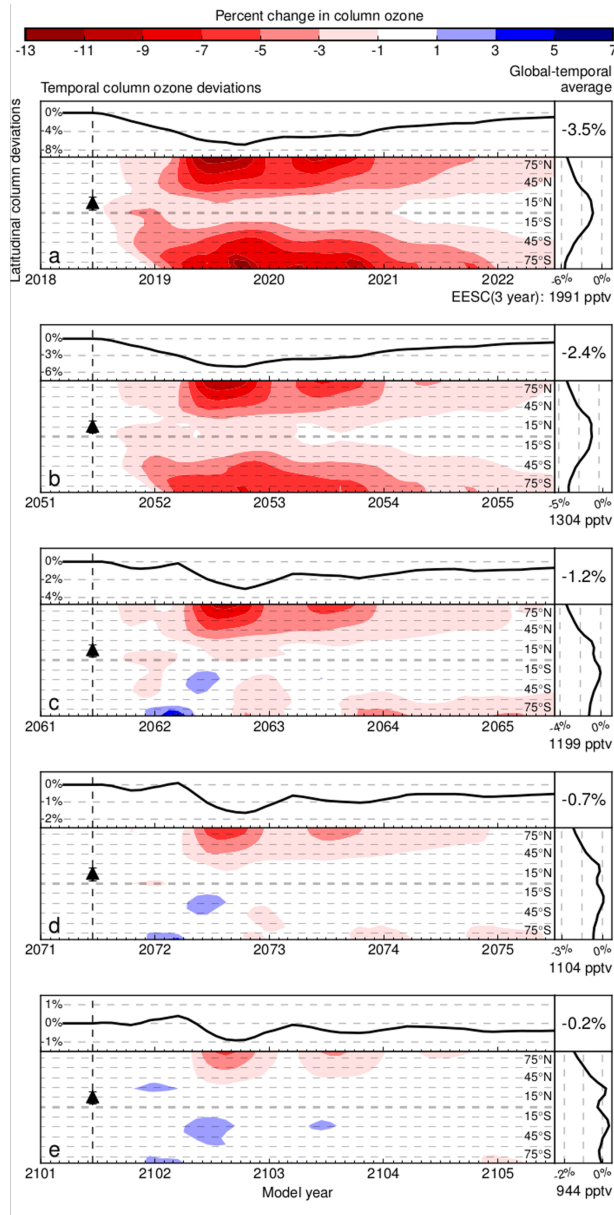 Percent change in column ozone
-13 -11 -9 -7 -5 -3 -1 1 3 5 7
Temporal column ozone deviations
Global-temporal average
Latitudinal column deviations
0%
-4%
-8%
-3.5%
75°N
45°N
15°N
15°S
45°S
75°S
a
2018 2019 2020 2021 2022
-6% 0%
EESC(3 year): 1991 pptv
0%
-3%
-6%
-2.4%
75°N
45°N
15°N
15°S
45°S
75°S
b
2051 2052 2053 2054 2055
-5% 0%
1304 pptv
0%
-2%
-4%
-1.2%
75°N
45°N
15°N
15°S
45°S
75°S
c
2061 2062 2063 2064 2065
-4% 0%
1199 pptv
0%
-1%
-2%
-0.7%
75°N
45°N
15°N
15°S
45°S
75°S
d
2071 2072 2073 2074 2075
-3% 0%
1104 pptv
1%
0%
-1%
-0.2%
75°N
45°N
15°N
15°S
45°S
75°S
e
2101 2102 2103 2104 2105
-2% 0%
Model year
944 pptv